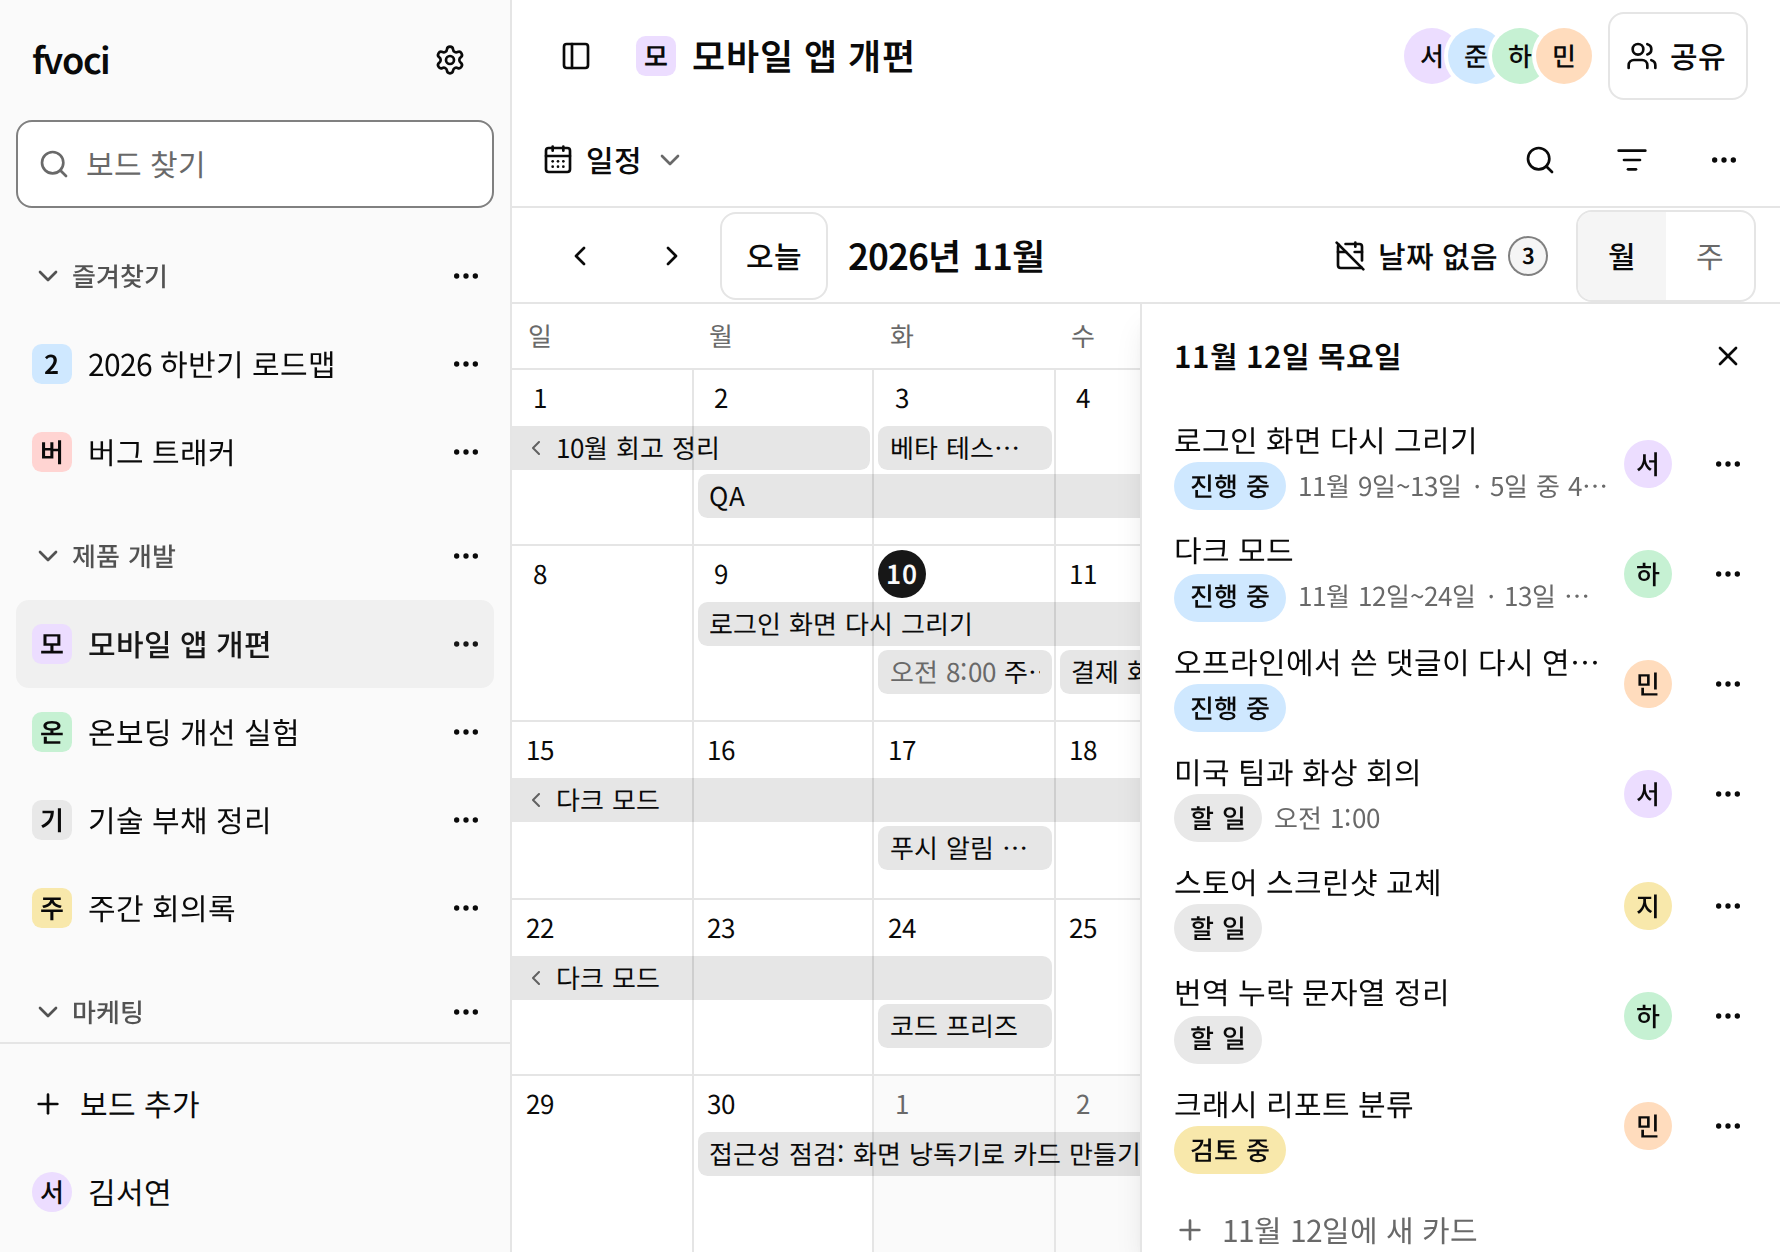 fvoci
보드 찾기
즐겨찾기
2 2026 하반기 로드맵
버 버그 트래커
제품 개발
모 모바일 앱 개편
온 온보딩 개선 실험
기 기술 부채 정리
주 주간 회의록
마케팅
보드 추가
서 김서연
모 모바일 앱 개편
서 준 하 민 공유
일정
오늘 2026년 11월 날짜 없음 3 월 주
일 월 화 수
1 2 3 4
10월 회고 정리 베타 테스…
QA
8 9 10 11
로그인 화면 다시 그리기
오전 8:00 주… 결제
15 16 17 18
다크 모드
푸시 알림 …
22 23 24 25
다크 모드
코드 프리즈
29 30 1 2
접근성 점검: 화면 낭독기로 카드 만들기
11월 12일 목요일
로그인 화면 다시 그리기
진행 중 11월 9일~13일 · 5일 중 4…
서
다크 모드
진행 중 11월 12일~24일 · 13일 …
하
오프라인에서 쓴 댓글이 다시 연…
진행 중
민
미국 팀과 화상 회의
할 일 오전 1:00
서
스토어 스크린샷 교체
할 일
지
번역 누락 문자열 정리
할 일
하
크래시 리포트 분류
검토 중
민
11월 12일에 새 카드